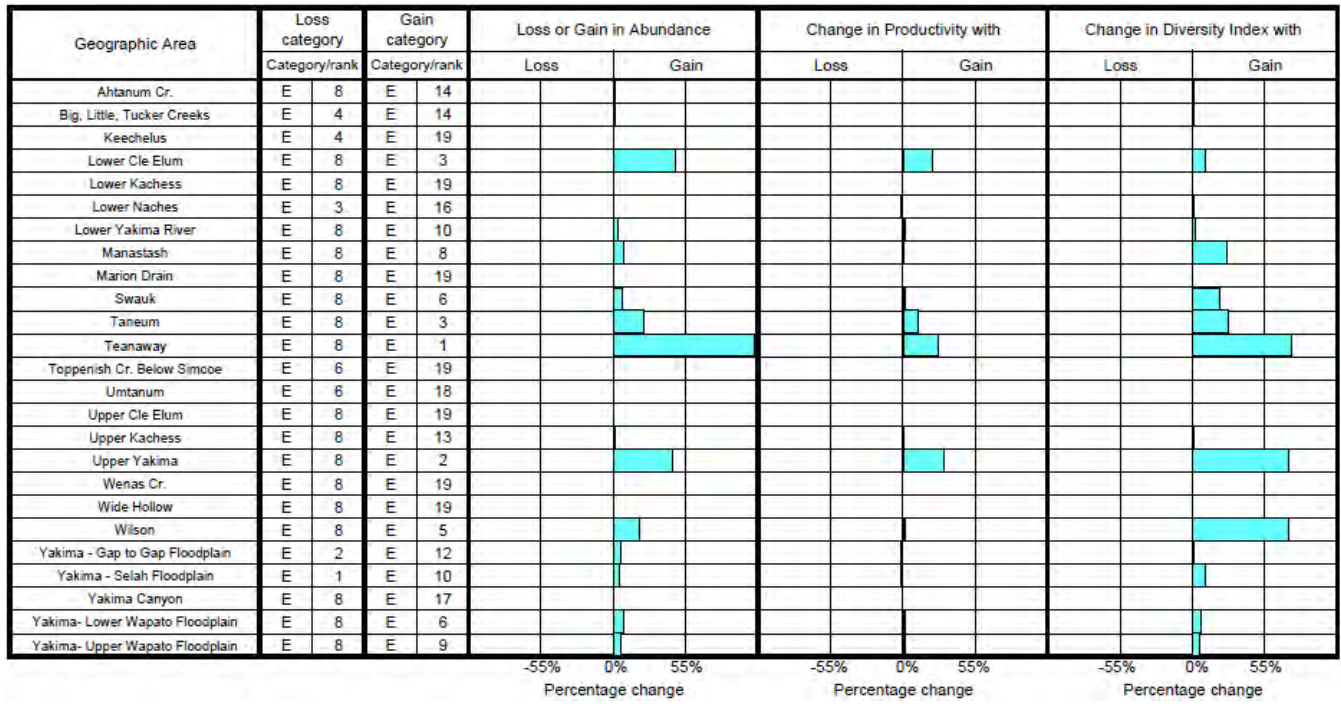 Geographic Area Loss category Gain category Loss or Gain in Abundance Change in Productivity with Change in Diversity Index with
Category/rank Category/rank Loss Gain Loss Gain Loss Gain
Ahtanum Cr. E 8 E 14
Big, Little, Tucker Creeks E 4 E 14
Keechelus E 4 E 19
Lower Cle Elum E 8 E 3
Lower Kachess E 8 E 19
Lower Naches E 3 E 16
Lower Yakima River E 8 E 10
Manastash E 8 E 8
Marion Drain E 8 E 19
Swauk E 8 E 6
Taneum E 8 E 3
Teanaway E 8 E 1
Toppenish Cr. Below Simcoe E 6 E 19
Umtanum E 6 E 18
Upper Cle Elum E 8 E 19
Upper Kachess E 8 E 13
Upper Yakima E 8 E 2
Wenas Cr. E 8 E 19
Wide Hollow E 8 E 19
Wilson E 8 E 5
Yakima - Gap to Gap Floodplain E 2 E 12
Yakima - Selah Floodplain E 1 E 10
Yakima Canyon E 8 E 17
Yakima- Lower Wapato Floodplain E 8 E 6
Yakima- Upper Wapato Floodplain E 8 E 9
-55% 0% 55% -55% 0% 55% -55% 0% 55%
Percentage change Percentage change Percentage change